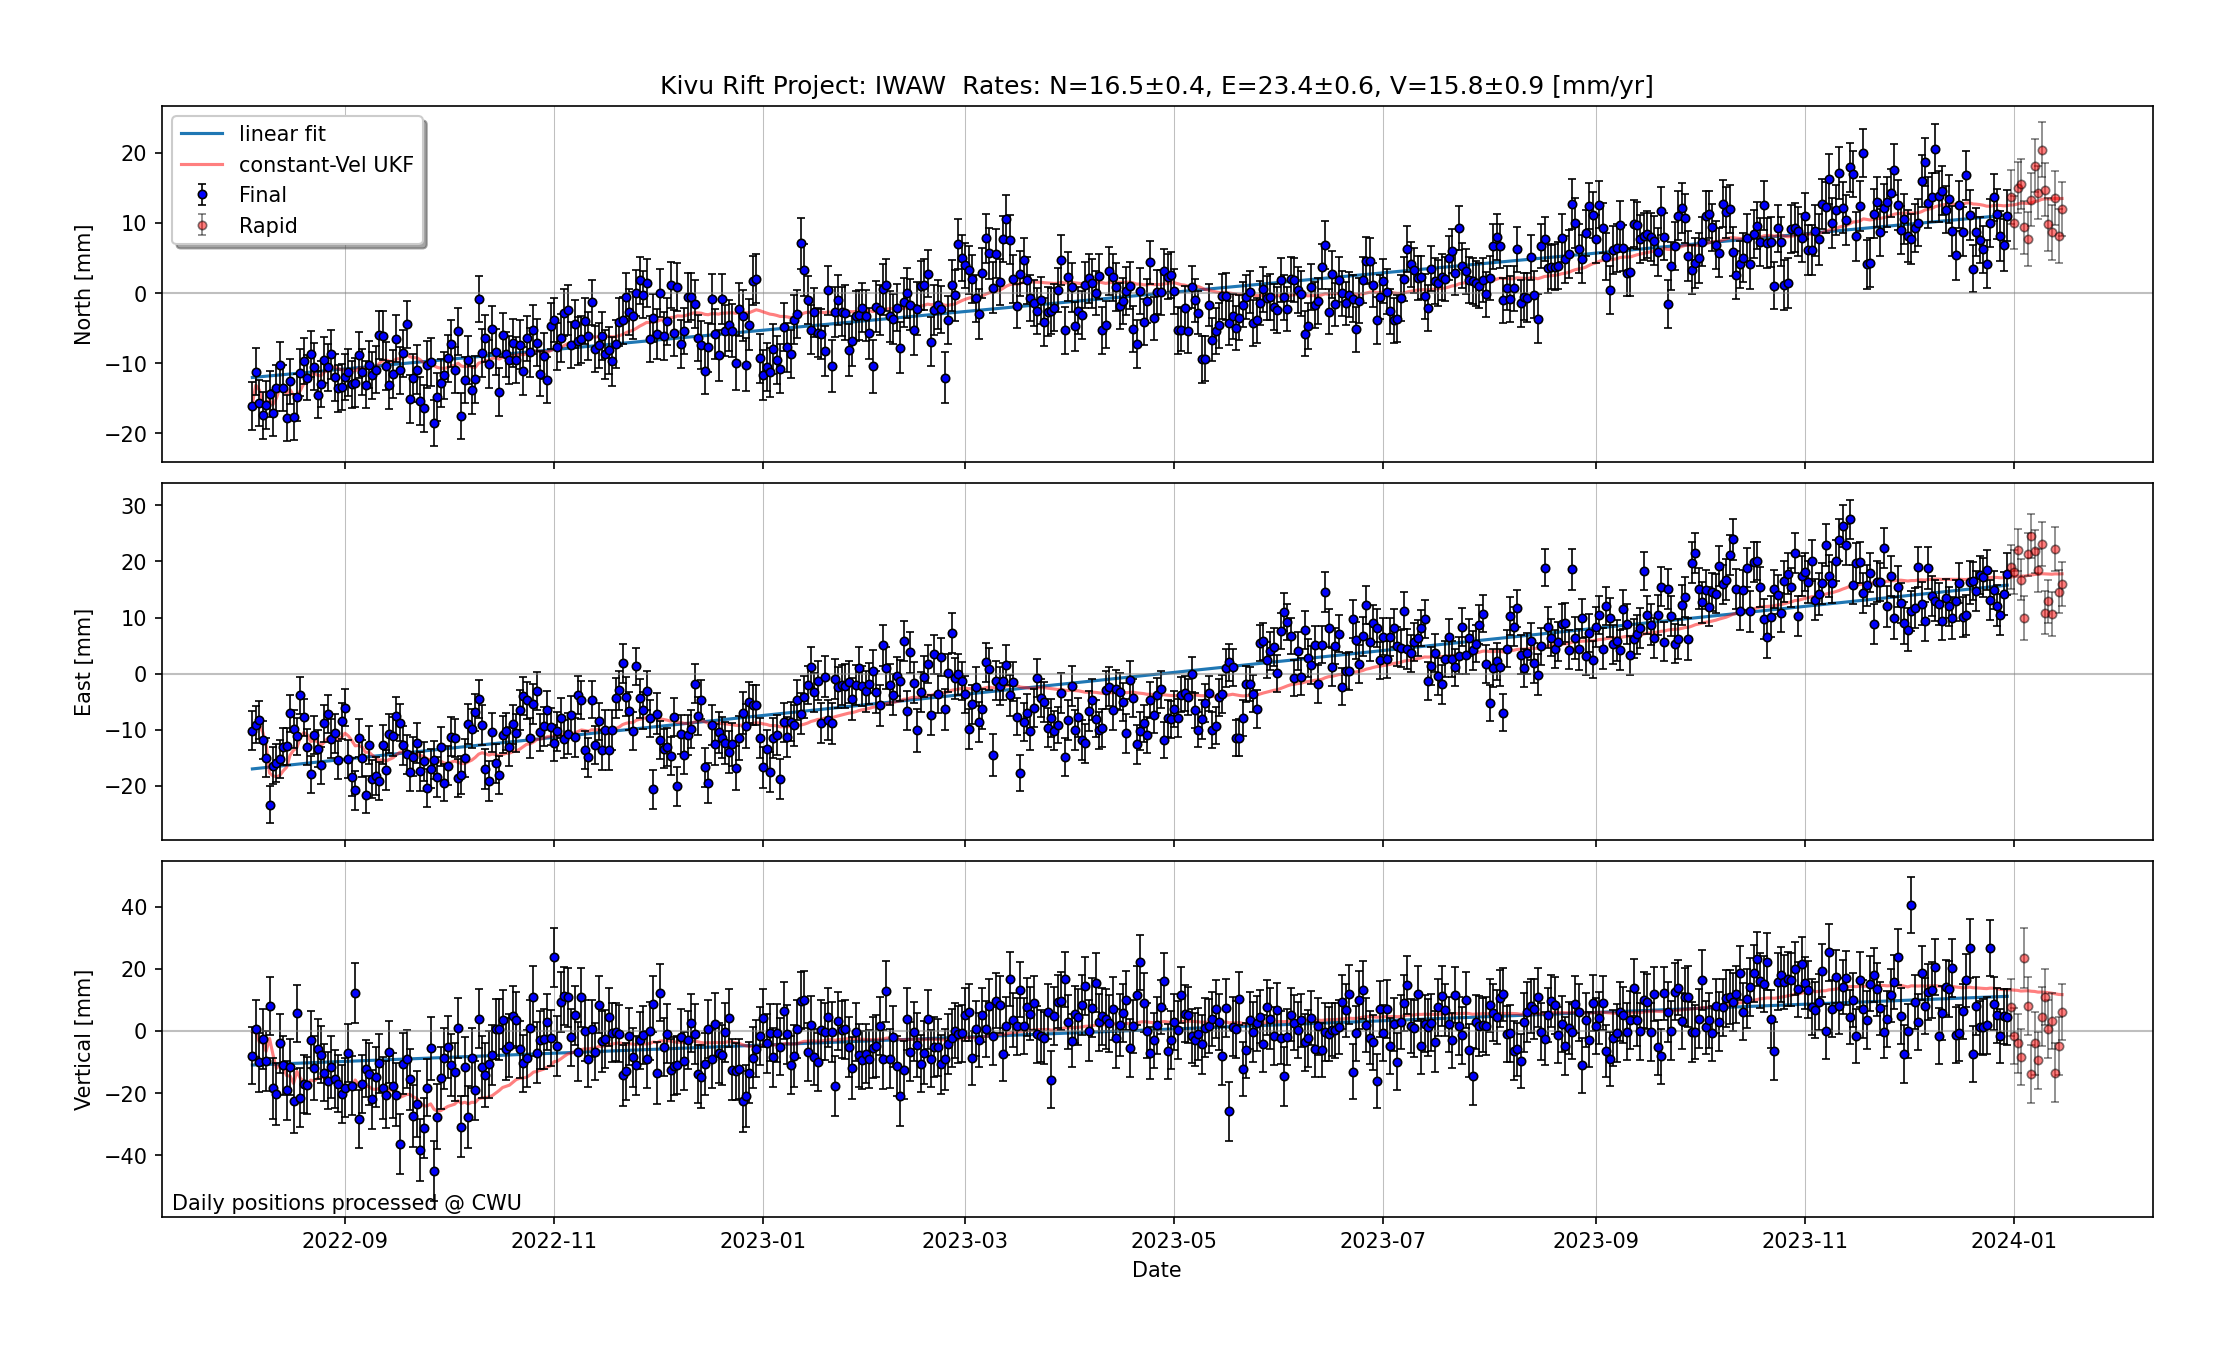 Kivu Rift Project: IWAW  Rates: N=16.5±0.4, E=23.4±0.6, V=15.8±0.9 [mm/yr]
linear fit
constant-Vel UKF
Final
Rapid
North [mm]
20
10
0
−10
−20
East [mm]
30
20
10
0
−10
−20
Vertical [mm]
40
20
0
−20
−40
Daily positions processed @ CWU
2022-09
2022-11
2023-01
2023-03
2023-05
2023-07
2023-09
2023-11
2024-01
Date